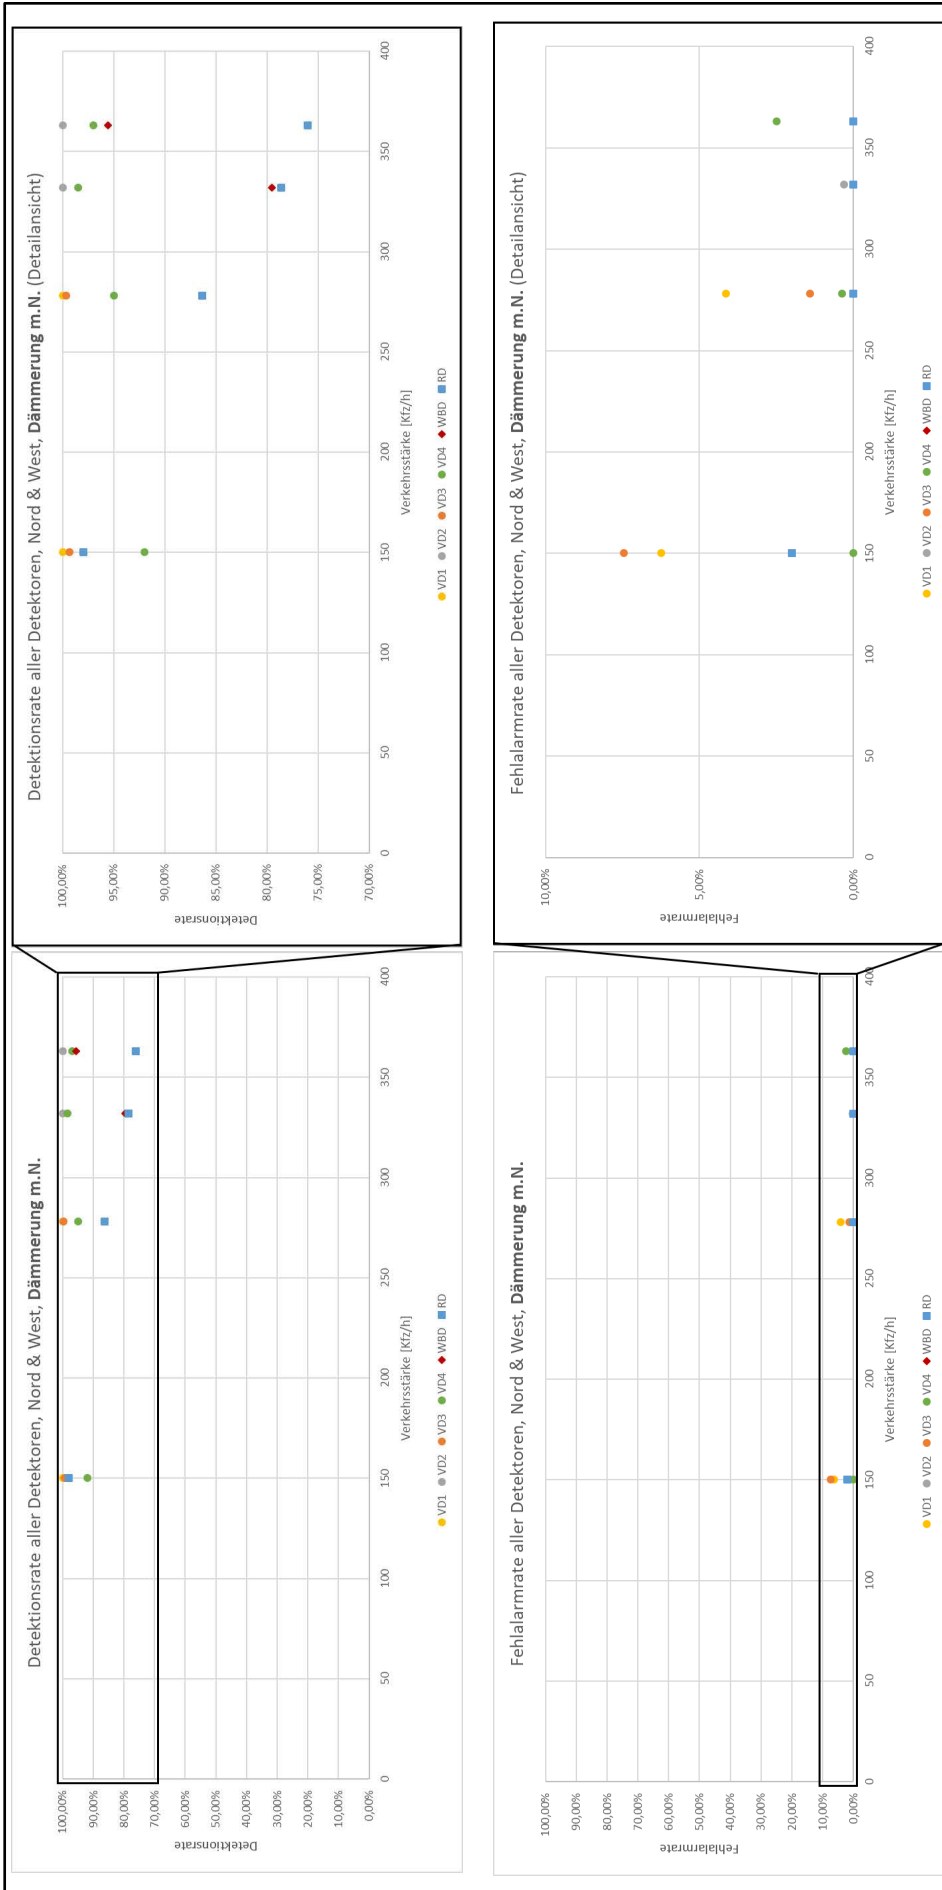 Detektionsrate aller Detektoren, Nord & West, Dämmerung m.N.
Detektionsrate
100,00%
90,00%
80,00%
70,00%
60,00%
50,00%
40,00%
30,00%
20,00%
10,00%
0,00%
0 50 100 150 200 250 300 350 400
Verkehrsstärke [Kfz/h]
VD1 VD2 VD3 VD4 WBD RD
Detektionsrate aller Detektoren, Nord & West, Dämmerung m.N. (Detailansicht)
Detektionsrate
100,00%
95,00%
90,00%
85,00%
80,00%
75,00%
70,00%
0 50 100 150 200 250 300 350 400
Verkehrsstärke [Kfz/h]
VD1 VD2 VD3 VD4 WBD RD
Fehlalarmrate aller Detektoren, Nord & West, Dämmerung m.N.
Fehlalarmrate
100,00%
90,00%
80,00%
70,00%
60,00%
50,00%
40,00%
30,00%
20,00%
10,00%
0,00%
0 50 100 150 200 250 300 350 400
Verkehrsstärke [Kfz/h]
VD1 VD2 VD3 VD4 WBD RD
Fehlalarmrate aller Detektoren, Nord & West, Dämmerung m.N. (Detailansicht)
Fehlalarmrate
10,00%
5,00%
0,00%
0 50 100 150 200 250 300 350 400
Verkehrsstärke [Kfz/h]
VD1 VD2 VD3 VD4 WBD RD